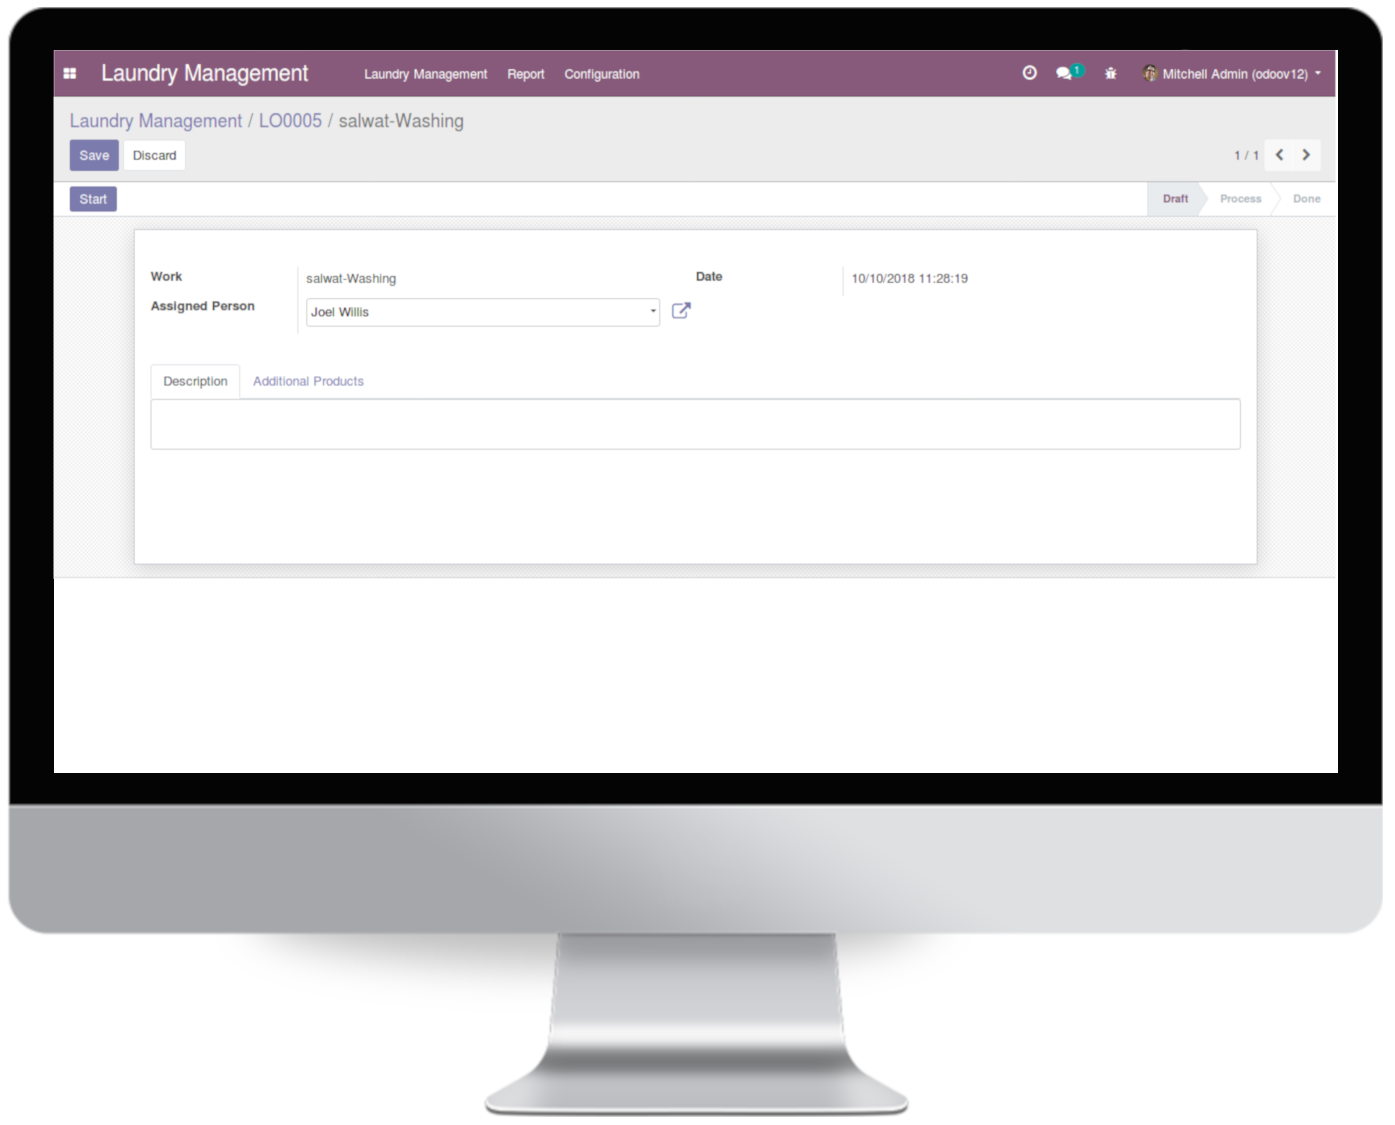 Laundry Management Laundry Management Report Configuration 1 Mitchell Admin (odoov12)
Laundry Management / LO0005 / salwat-Washing
Save Discard 1 / 1
Start Draft Process Done
Work salwat-Washing Date 10/10/2018 11:28:19
Assigned Person Joel Willis
Description Additional Products